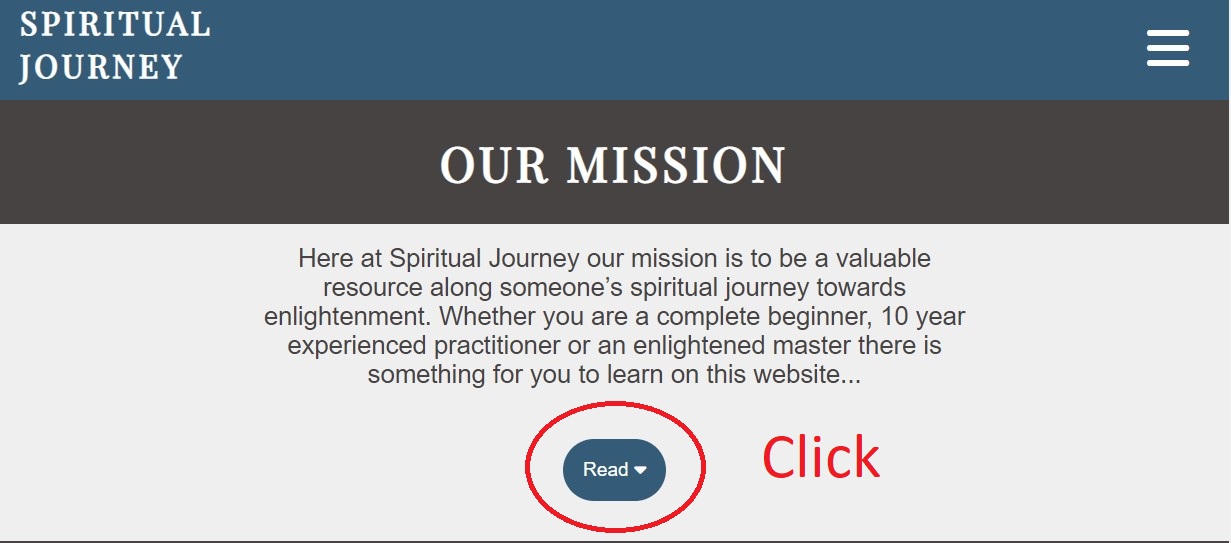 SPIRITUAL
JOURNEY
OUR MISSION
Here at Spiritual Journey our mission is to be a valuable
resource along someone’s spiritual journey towards
enlightenment. Whether you are a complete beginner, 10 year
experienced practitioner or an enlightened master there is
something for you to learn on this website...
Read
Click